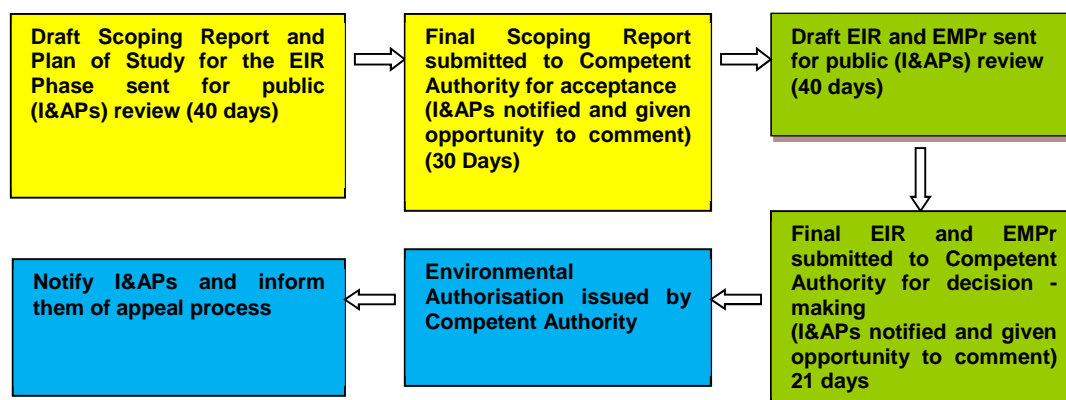 Draft Scoping Report and
Plan of Study for the EIR
Phase sent for public
(I&APs) review (40 days)
Final Scoping Report
submitted to Competent
Authority for acceptance
(I&APs notified and given
opportunity to comment)
(30 Days)
Draft EIR and EMPr sent
for public (I&APs) review
(40 days)
Final EIR and EMPr
submitted to Competent
Authority for decision -
making
(I&APs notified and given
opportunity to comment)
21 days
Environmental
Authorisation issued by
Competent Authority
Notify I&APs and inform
them of appeal process